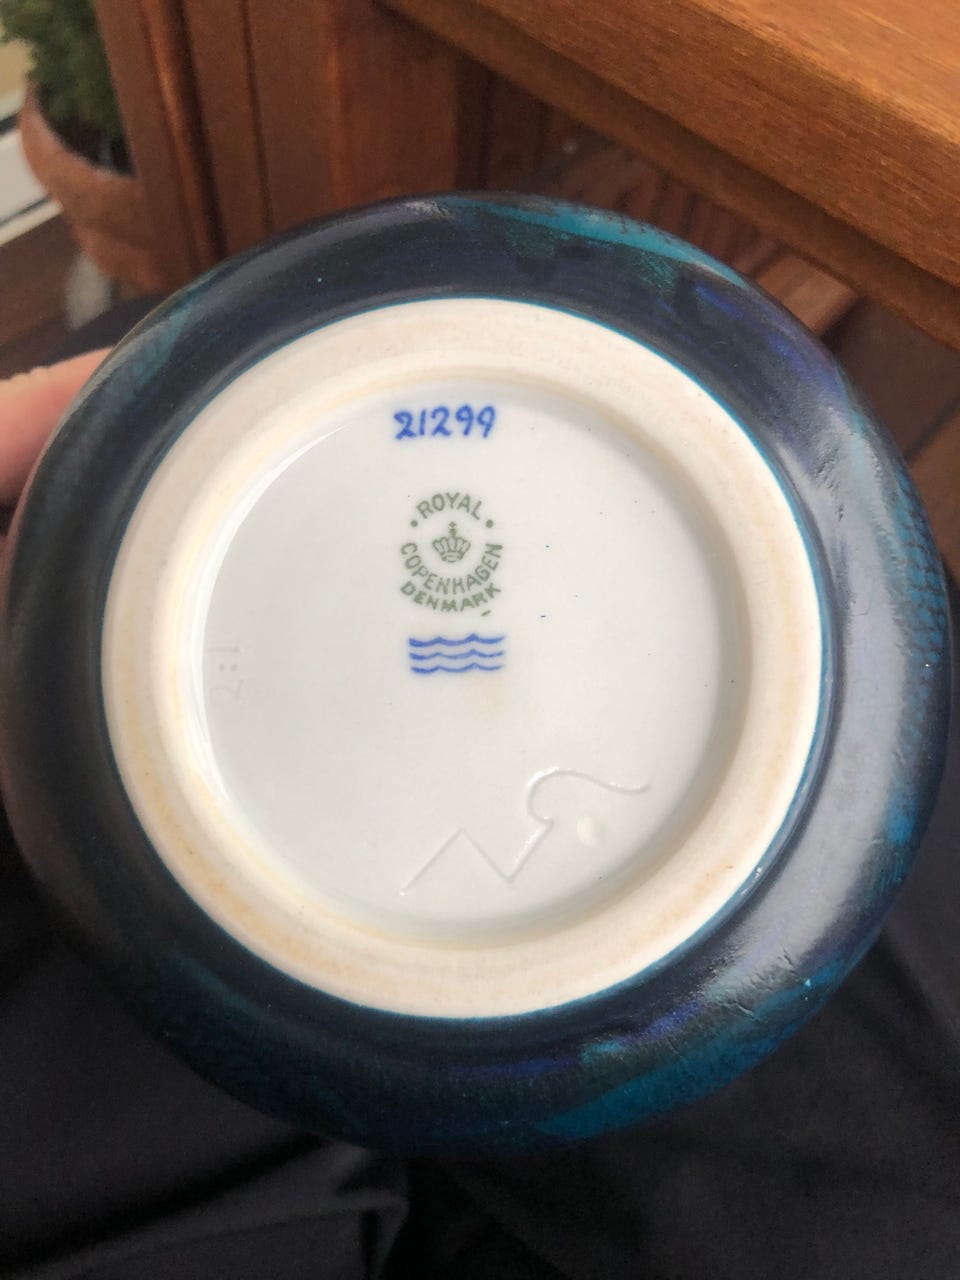 21299
ROYAL
COPENHAGEN
DENMARK